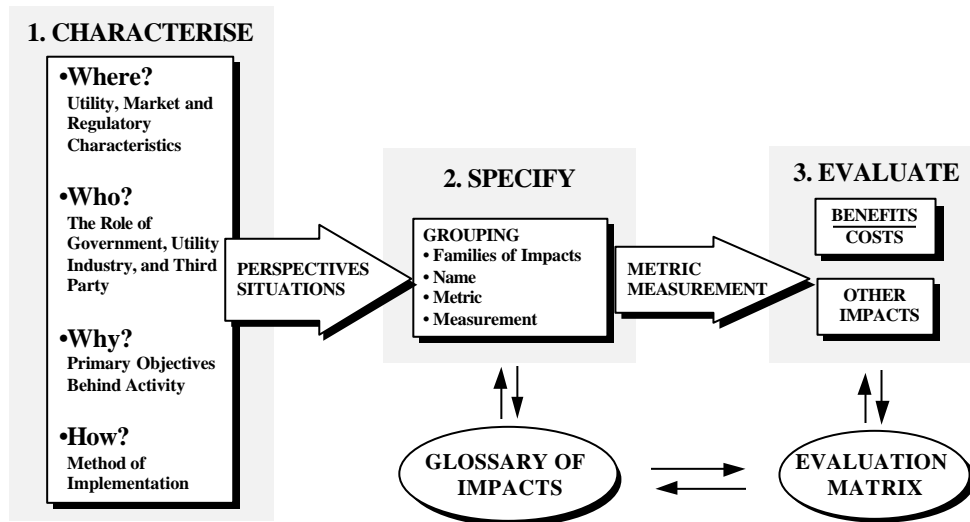 1. CHARACTERISE
•Where?
Utility, Market and
Regulatory
Characteristics
•Who?
The Role of
Government, Utility
Industry, and Third
Party
•Why?
Primary Objectives
Behind Activity
•How?
Method of
Implementation
PERSPECTIVES
SITUATIONS
2. SPECIFY
GROUPING
• Families of Impacts
• Name
• Metric
• Measurement
METRIC
MEASUREMENT
3. EVALUATE
BENEFITS
COSTS
OTHER
IMPACTS
GLOSSARY OF
IMPACTS
EVALUATION
MATRIX